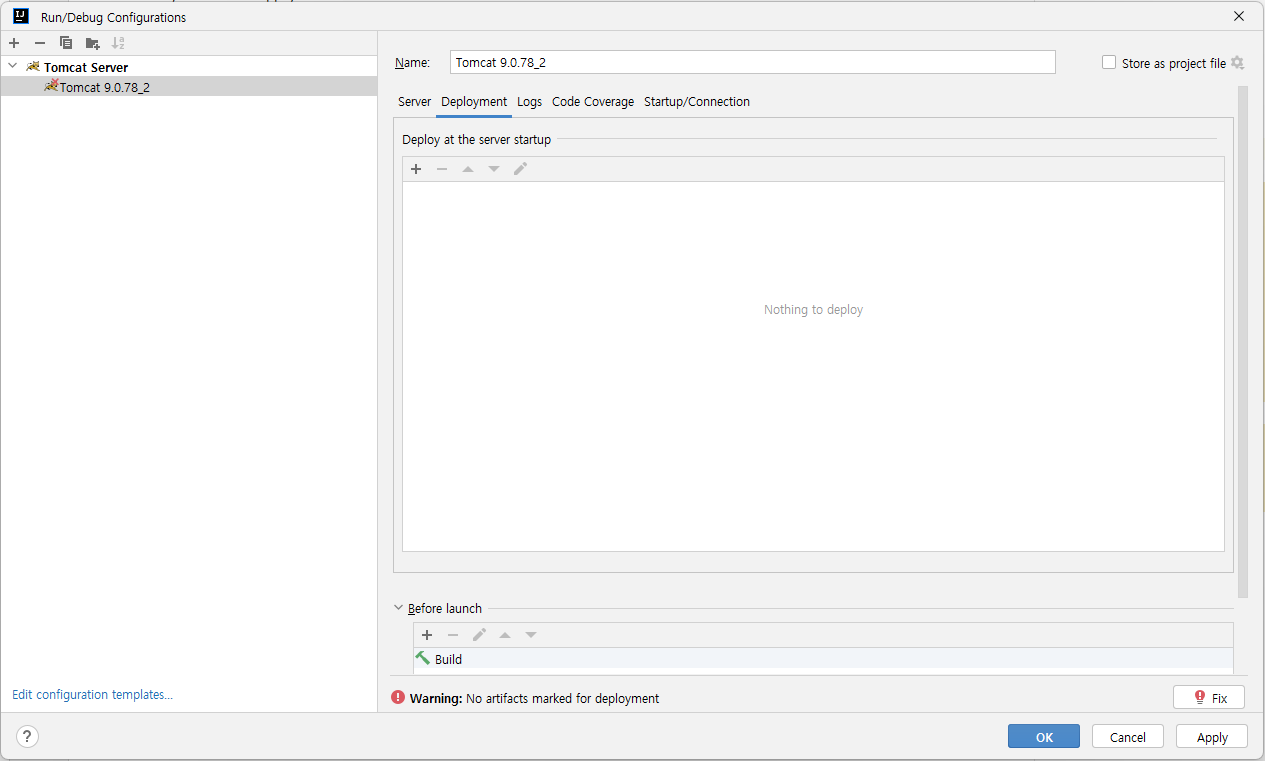 Run/Debug Configurations
Tomcat Server
Tomcat 9.0.78_2
Edit configuration templates...
Name: Tomcat 9.0.78_2 Store as project file
Server Deployment Logs Code Coverage Startup/Connection
Deploy at the server startup
Nothing to deploy
Before launch
Build
Warning: No artifacts marked for deployment Fix
? OK Cancel Apply